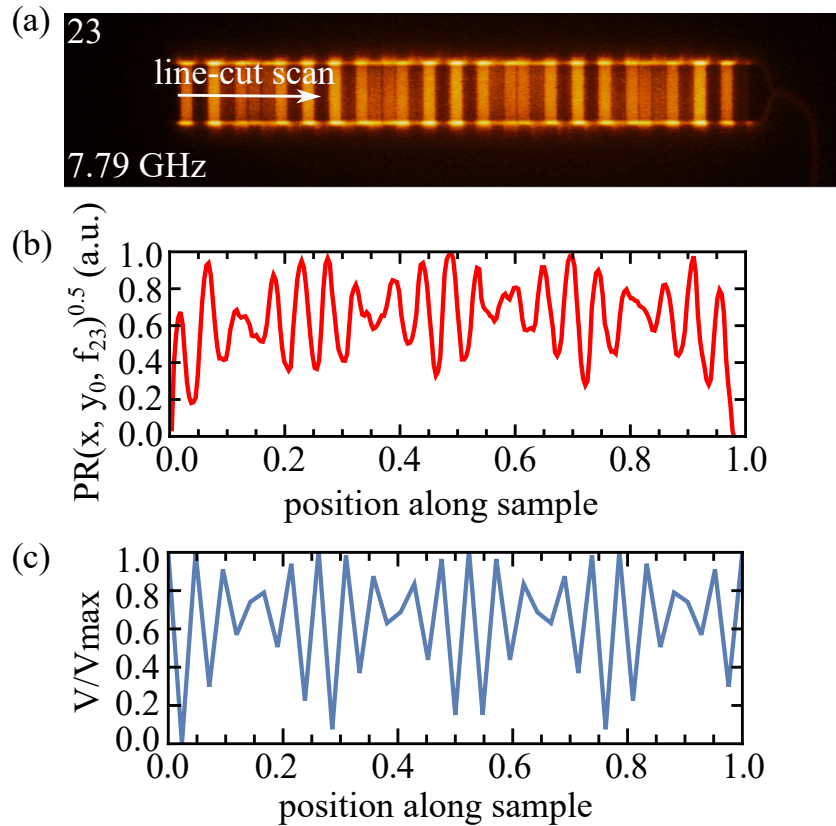 (a)
23
line-cut scan
7.79 GHz
(b)
PR(x, y₀, f₂₃)^0.5 (a.u.)
1.0
0.8
0.6
0.4
0.2
0.0
0.0 0.2 0.4 0.6 0.8 1.0
position along sample
(c)
V/Vmax
1.0
0.8
0.6
0.4
0.2
0.0
0.0 0.2 0.4 0.6 0.8 1.0
position along sample